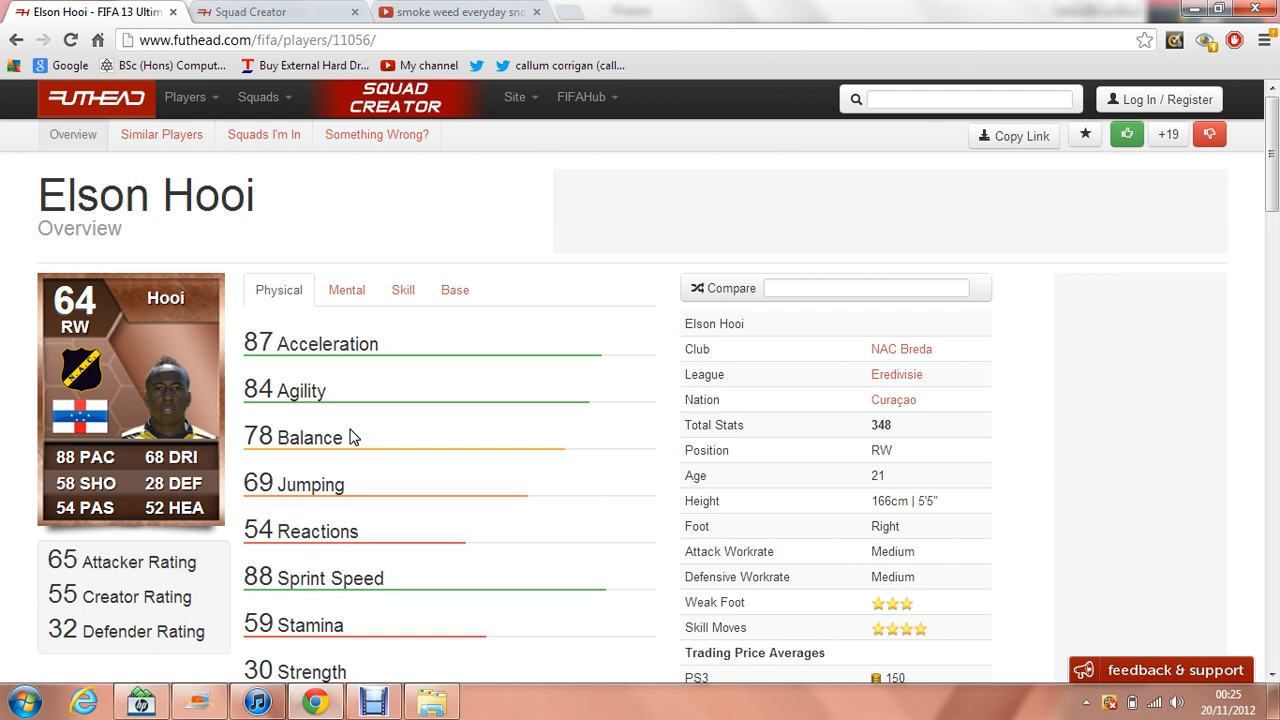 Elson Hooi - FIFA 13 Ultim
Squad Creator
smoke weed everyday sno
www.futhead.com/fifa/players/11056/
Google
BSc (Hons) Comput...
Buy External Hard Dr...
My channel
callum corrigan (call...
FUTHEAD
Players
Squads
SQUAD
CREATOR
Site
FIFAHub
Log In / Register
Overview
Similar Players
Squads I'm In
Something Wrong?
Copy Link
+19
Elson Hooi
Overview
64
RW
Hooi
N.A.C
88 PAC 68 DRI
58 SHO 28 DEF
54 PAS 52 HEA
65 Attacker Rating
55 Creator Rating
32 Defender Rating
Physical Mental Skill Base
87 Acceleration
84 Agility
78 Balance
69 Jumping
54 Reactions
88 Sprint Speed
59 Stamina
30 Strength
Compare
Elson Hooi
Club NAC Breda
League Eredivisie
Nation Curaçao
Total Stats 348
Position RW
Age 21
Height 166cm | 5'5"
Foot Right
Attack Workrate Medium
Defensive Workrate Medium
Weak Foot
Skill Moves
Trading Price Averages
PS3 150
feedback & support
00:25
20/11/2012